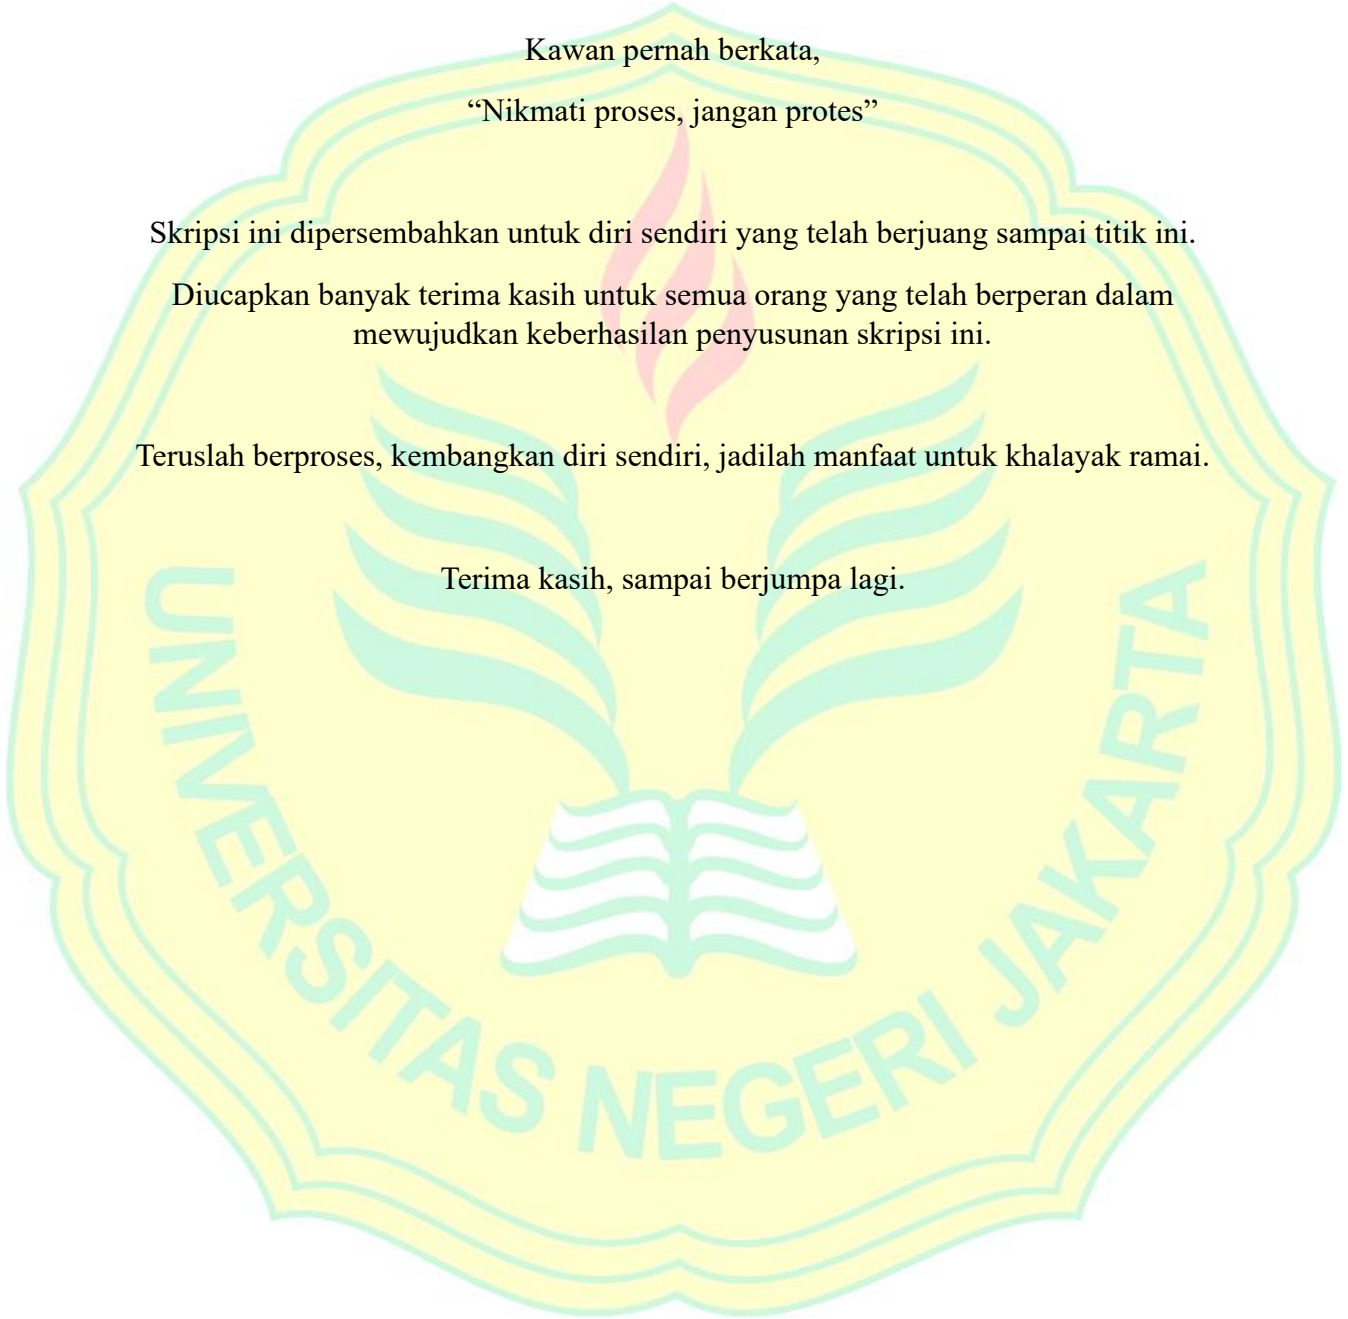 Kawan pernah berkata,
“Nikmati proses, jangan protes”
Skripsi ini dipersembahkan untuk diri sendiri yang telah berjuang sampai titik ini.
Diucapkan banyak terima kasih untuk semua orang yang telah berperan dalam
mewujudkan keberhasilan penyusunan skripsi ini.
Teruslah berproses, kembangkan diri sendiri, jadilah manfaat untuk khalayak ramai.
Terima kasih, sampai berjumpa lagi.
UNIVERSITAS NEGERI JAKARTA